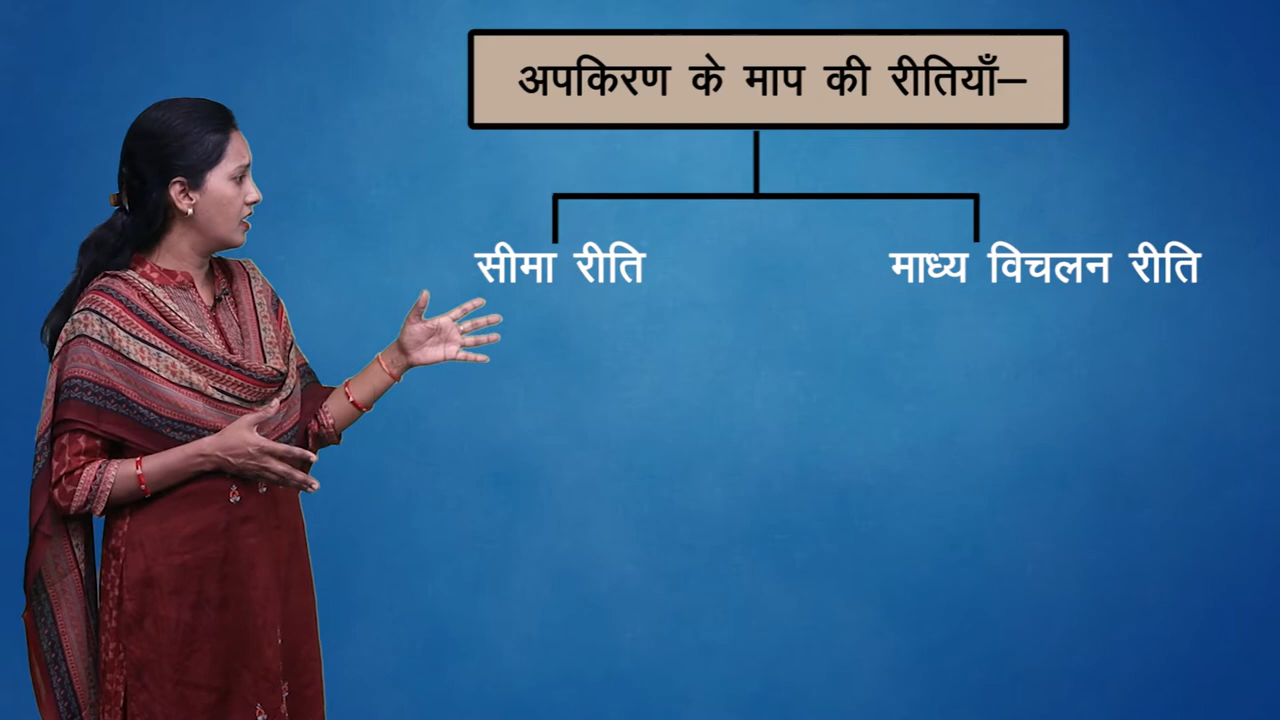 अपकिरण के माप की रीतियाँ–
सीमा रीति
माध्य विचलन रीति